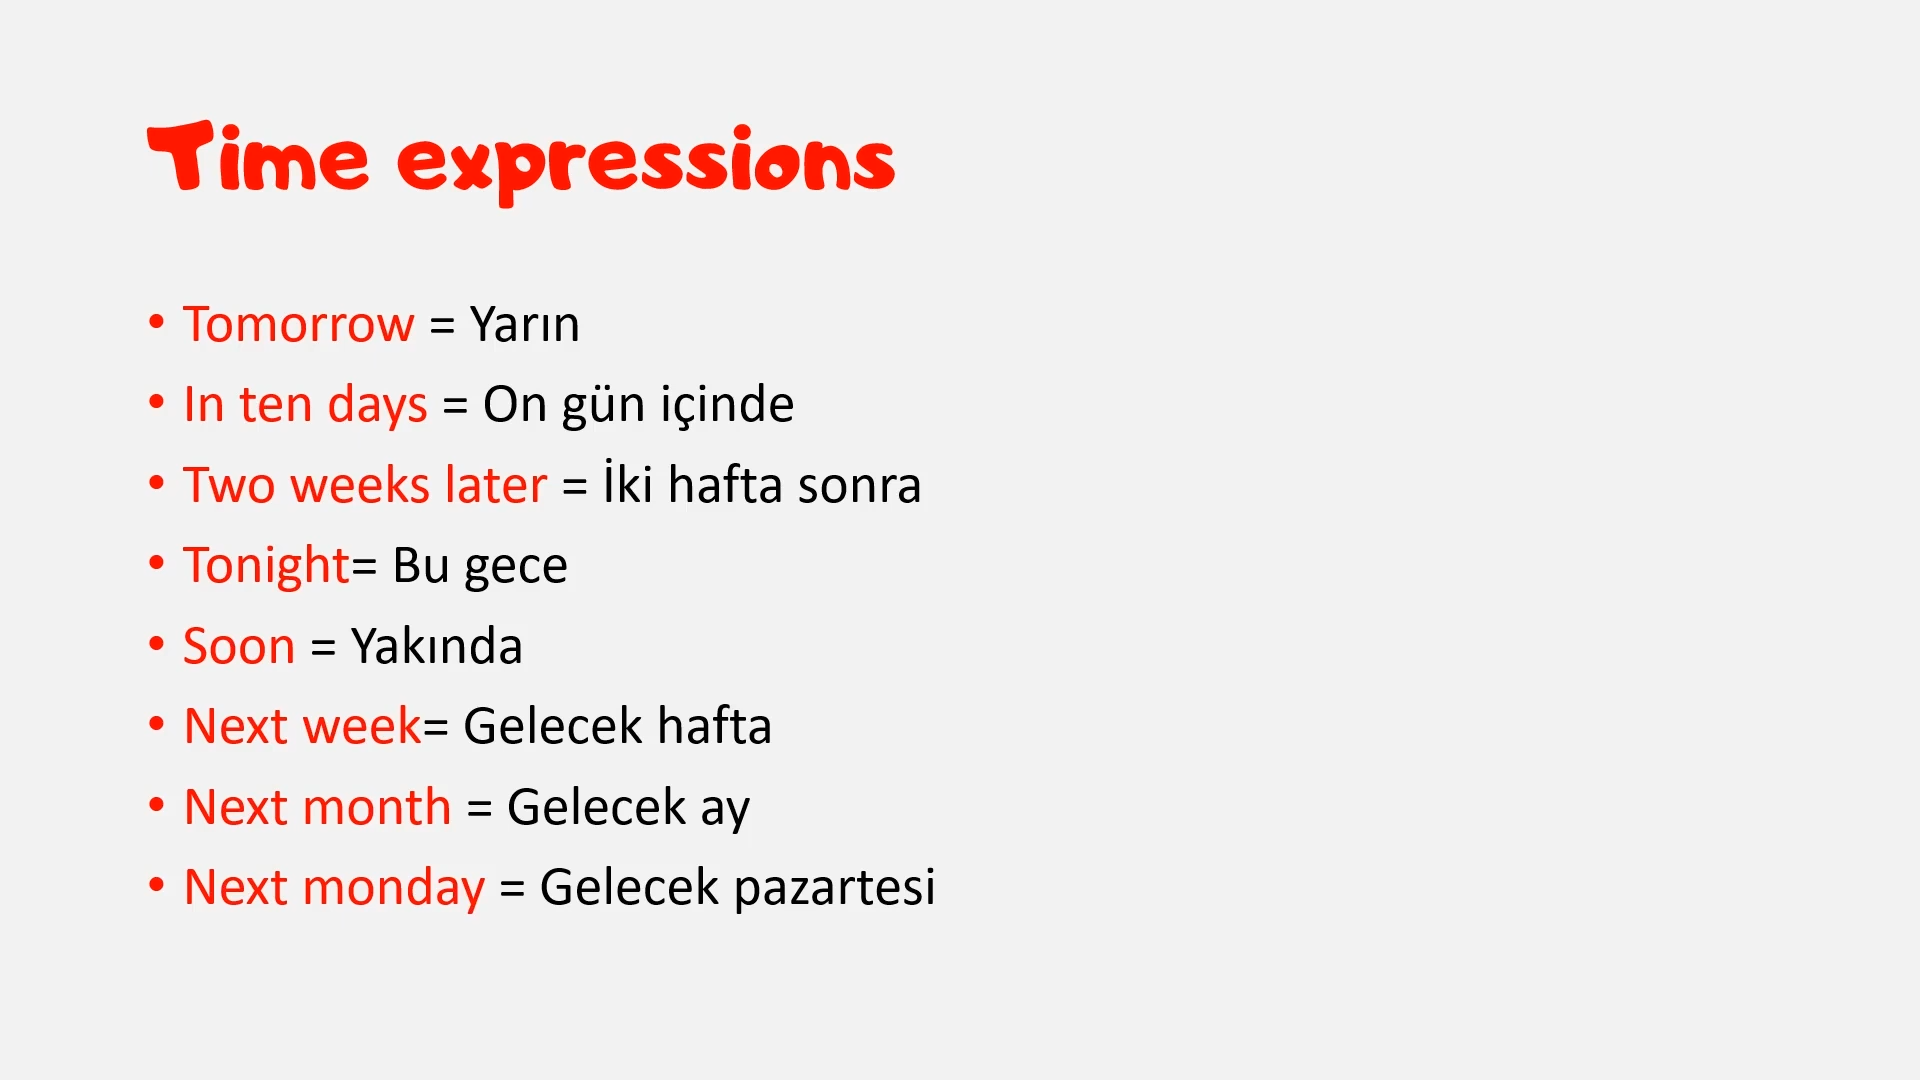 Time expressions
• Tomorrow = Yarın
• In ten days = On gün içinde
• Two weeks later = İki hafta sonra
• Tonight= Bu gece
• Soon = Yakında
• Next week= Gelecek hafta
• Next month = Gelecek ay
• Next monday = Gelecek pazartesi